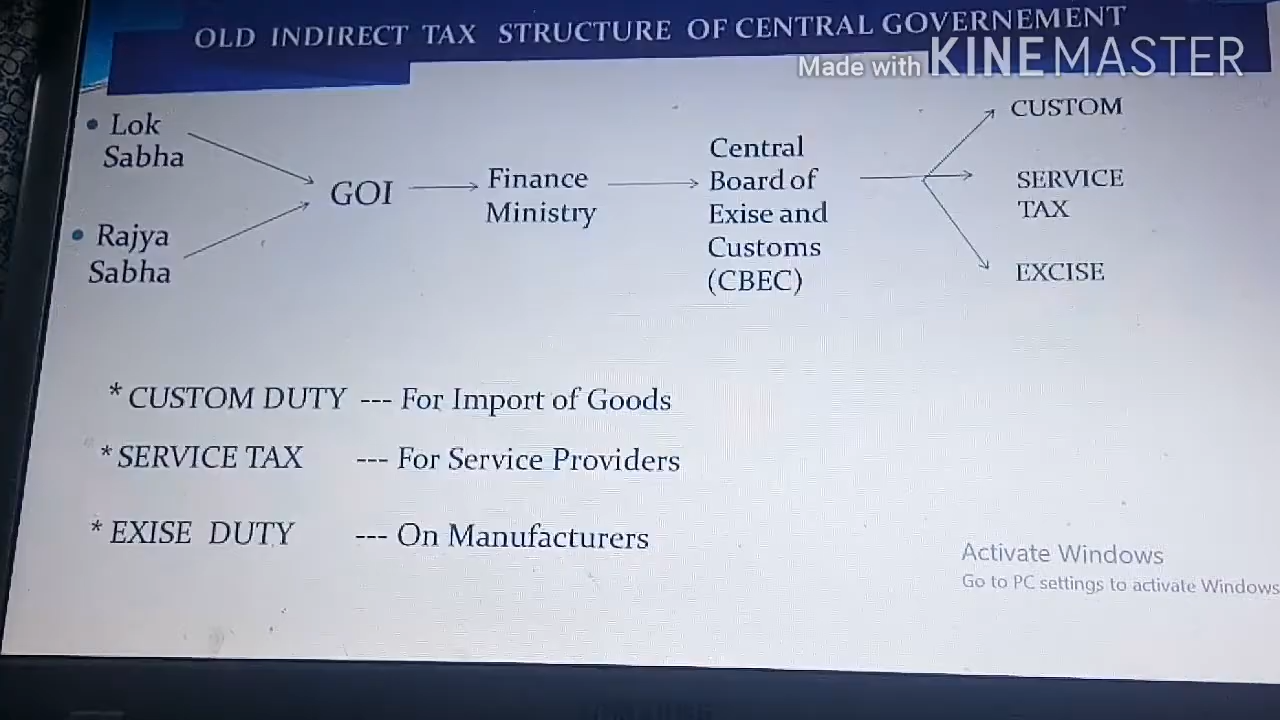 OLD INDIRECT TAX STRUCTURE OF CENTRAL GOVERNEMENT
Made with KINEMASTER
• Lok
Sabha
• Rajya
Sabha
GOI
Finance
Ministry
Central
Board of
Exise and
Customs
(CBEC)
CUSTOM
SERVICE
TAX
EXCISE
* CUSTOM DUTY --- For Import of Goods
* SERVICE TAX --- For Service Providers
* EXISE DUTY --- On Manufacturers
Activate Windows
Go to PC settings to activate Windows